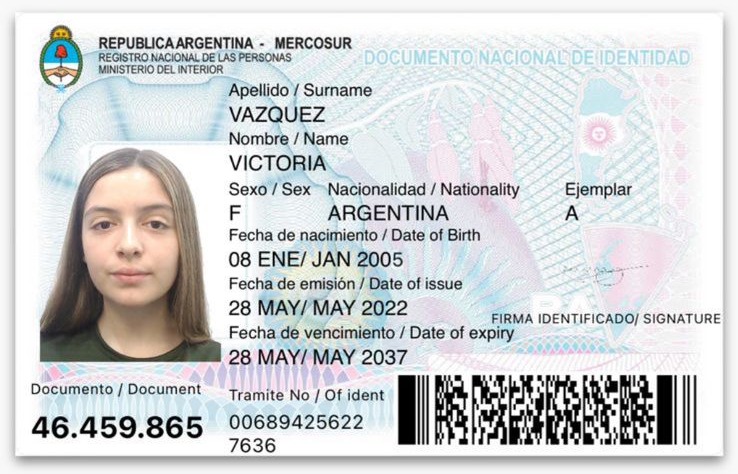 REPUBLICA ARGENTINA - MERCOSUR
REGISTRO NACIONAL DE LAS PERSONAS
MINISTERIO DEL INTERIOR
DOCUMENTO NACIONAL DE IDENTIDAD
Apellido / Surname
VAZQUEZ
Nombre / Name
VICTORIA
Sexo / Sex Nacionalidad / Nationality Ejemplar
F ARGENTINA A
Fecha de nacimiento / Date of Birth
08 ENE/ JAN 2005
Fecha de emisión / Date of issue
28 MAY/ MAY 2022
FIRMA IDENTIFICADO/ SIGNATURE
Fecha de vencimiento / Date of expiry
28 MAY/ MAY 2037
Documento / Document
46.459.865
Tramite No / Of ident
00689425622
7636